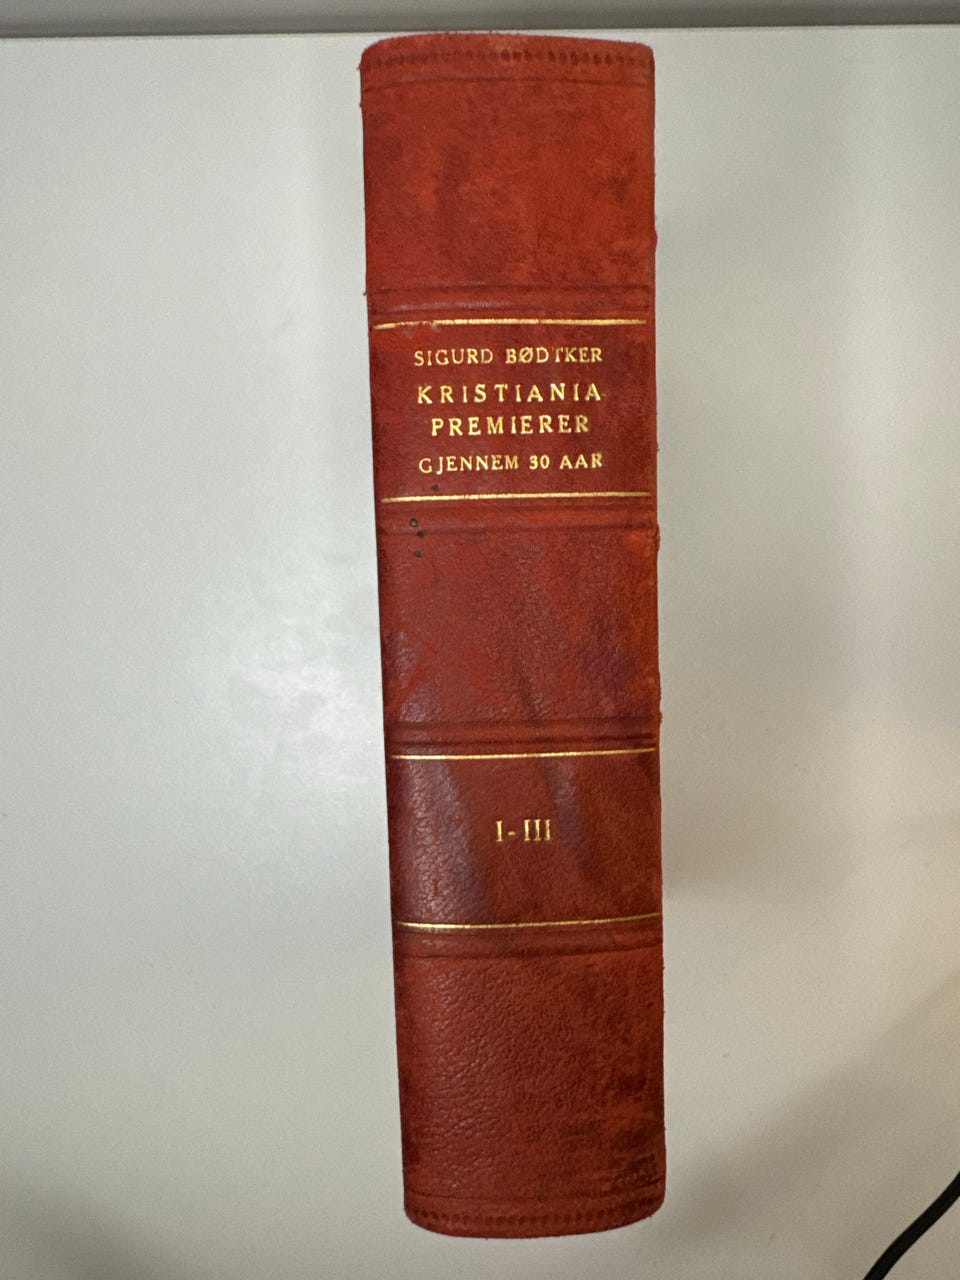 SIGURD BØDTKER
KRISTIANIA
PREMIERER
GJENNEM 30 AAR
I-III